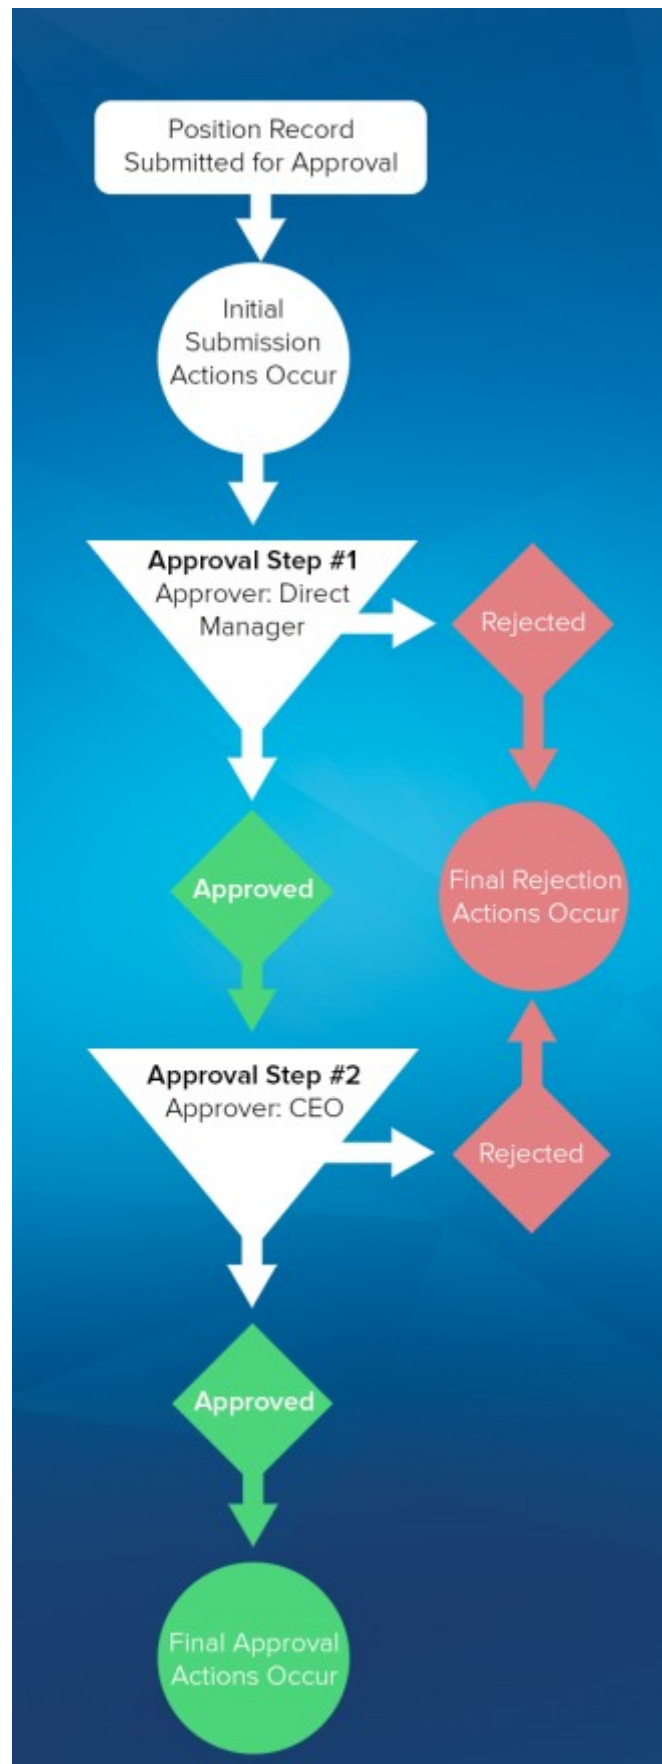 Position Record
Submitted for Approval
Initial
Submission
Actions Occur
Approval Step #1
Approver: Direct
Manager
Rejected
Approved
Final Rejection
Actions Occur
Approval Step #2
Approver: CEO
Rejected
Approved
Final Approval
Actions Occur